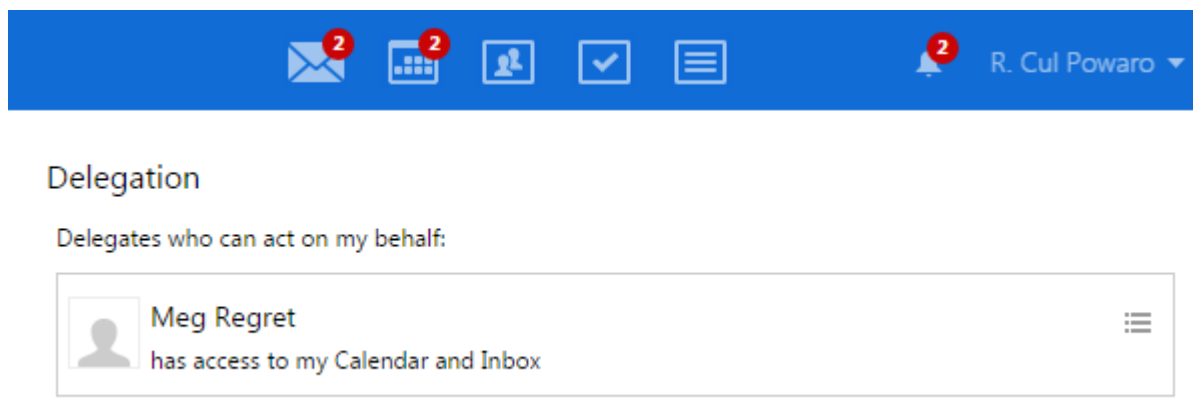 2 2 2 R. Cul Powaro
Delegation
Delegates who can act on my behalf:
Meg Regret
has access to my Calendar and Inbox